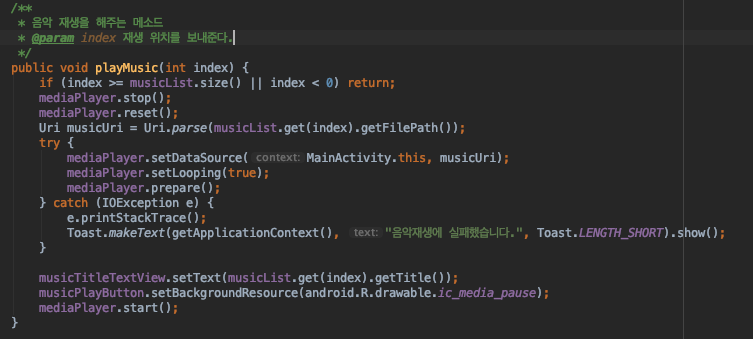 /**
 * 음악 재생을 해주는 메소드
 * @param index 재생 위치를 보내준다.
 */
public void playMusic(int index) {
    if (index >= musicList.size() || index < 0) return;
    mediaPlayer.stop();
    mediaPlayer.reset();
    Uri musicUri = Uri.parse(musicList.get(index).getFilePath());
    try {
        mediaPlayer.setDataSource( context: MainActivity.this, musicUri);
        mediaPlayer.setLooping(true);
        mediaPlayer.prepare();
    } catch (IOException e) {
        e.printStackTrace();
        Toast.makeText(getApplicationContext(), text: "음악재생에 실패했습니다.", Toast.LENGTH_SHORT).show();
    }

    musicTitleTextView.setText(musicList.get(index).getTitle());
    musicPlayButton.setBackgroundResource(android.R.drawable.ic_media_pause);
    mediaPlayer.start();
}